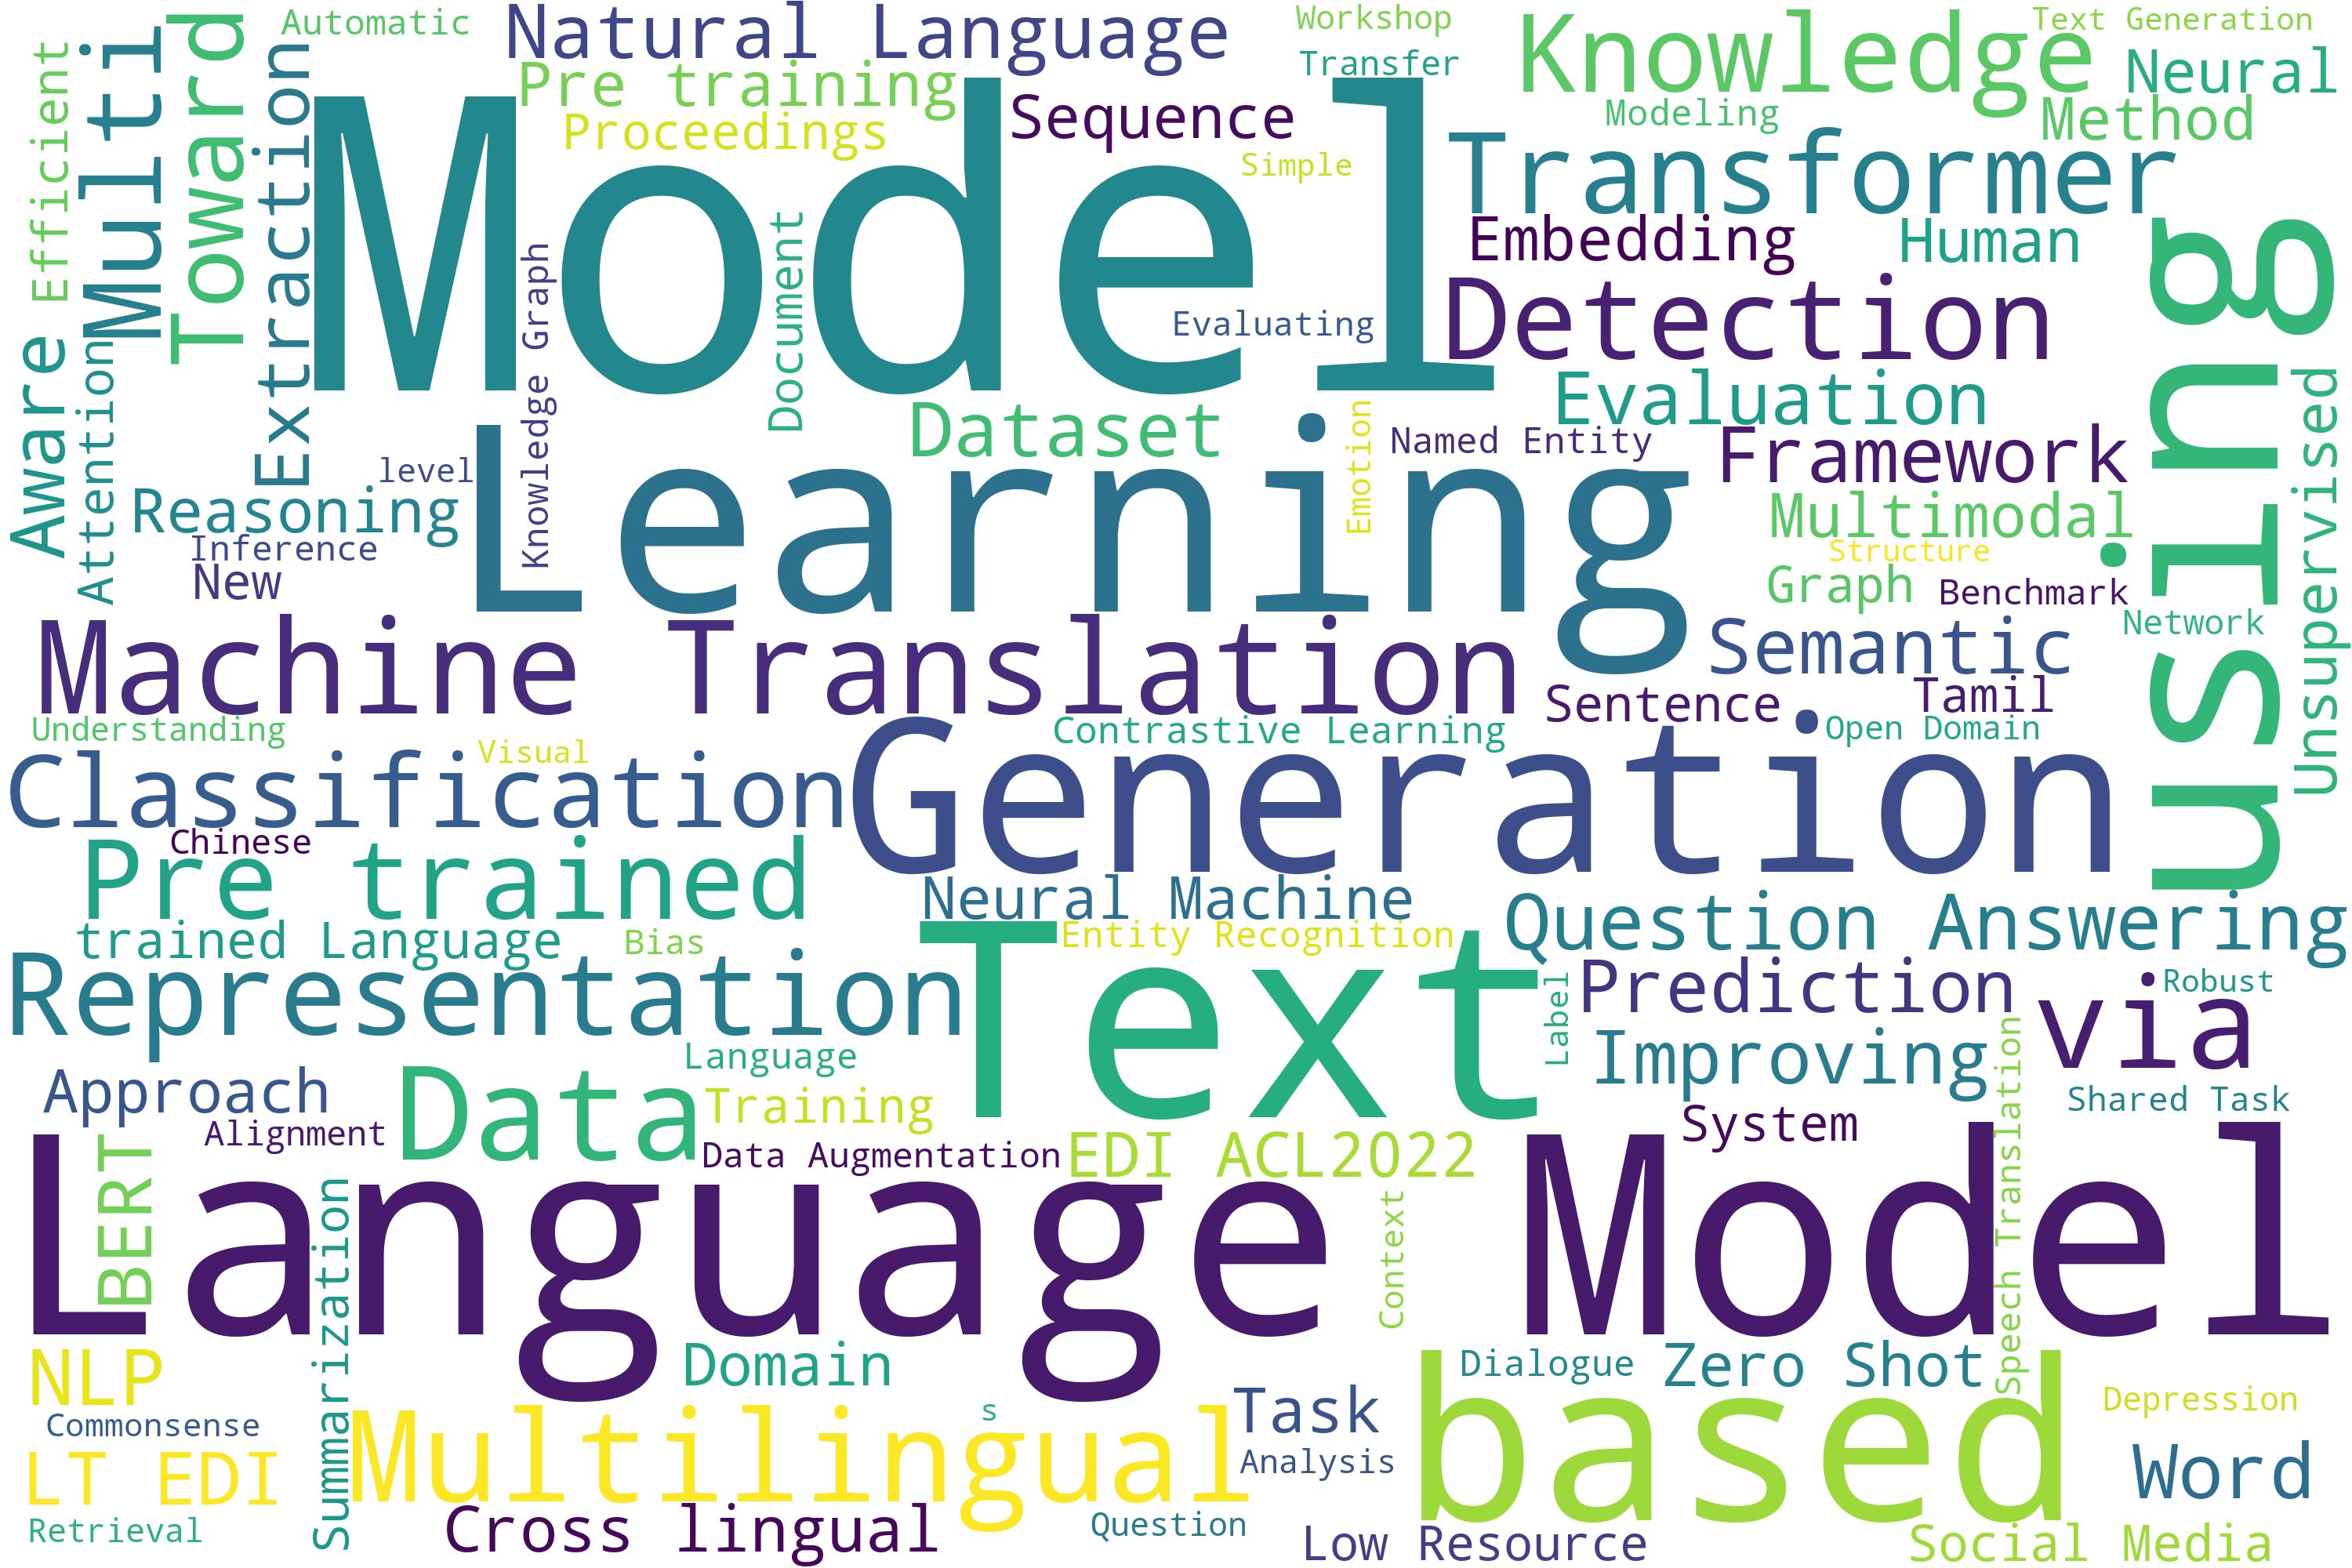 Automatic
Natural Language
Workshop
Knowledge
Text Generation
Efficient
Multi
Toward
Extraction
Pre training
Transfer
Neural
Proceedings
Sequence
Modeling
Method
Model
Simple
Transformer
Knowledge Graph
Document
Embedding
Human
using
Evaluating
Detection
Aware
Attention
Dataset
Emotion
Evaluation
Unsupervised
level
Named Entity
Framework
Reasoning
Learning
Multimodal
Inference
Structure
New
Graph
Benchmark
Machine Translation
Semantic
Network
Sentence
Tamil
Understanding
Visual
Contrastive Learning
Open Domain
Classification
Generation
Chinese
Pre trained
Neural Machine
Question Answering
trained Language
Bias
Entity Recognition
Representation
Text
Label
Prediction
Robust
via
Language
Improving
Speech Translation
Approach
Data
Training
Shared Task
Alignment
Data Augmentation
EDI ACL2022
System
BERT
Summarization
Language Model
Context
NLP
Domain
Dialogue
Zero Shot
Depression
Commonsense
Multilingual
s
Task
based
LT EDI
Analysis
Word
Retrieval
Cross lingual
Question
Low Resource
Social Media